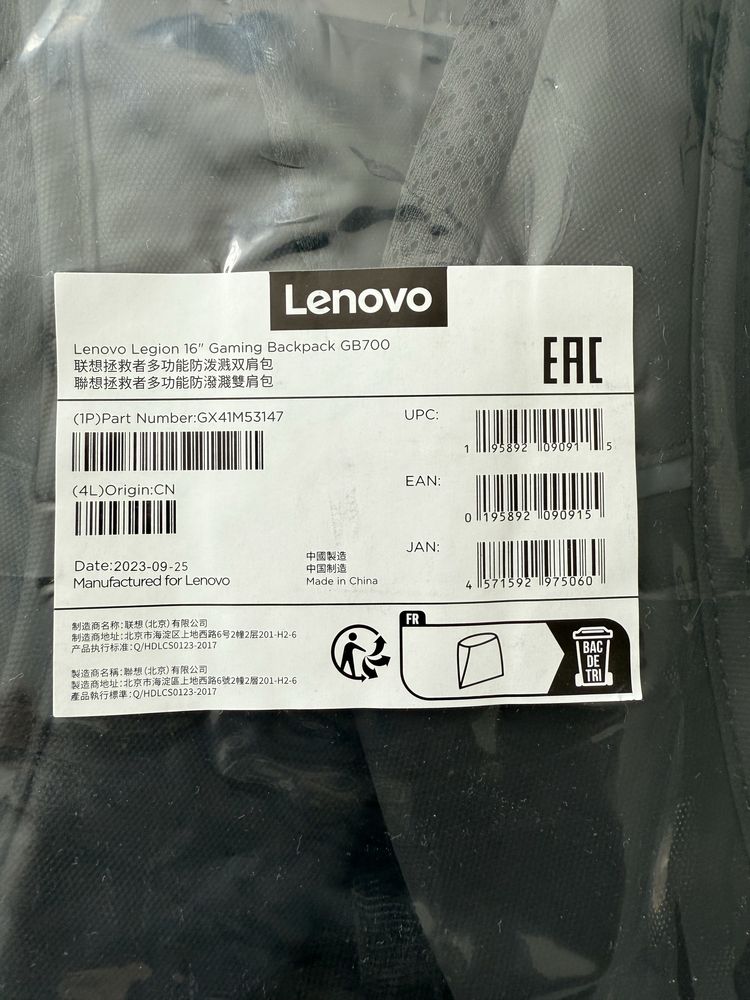 Lenovo
Lenovo Legion 16" Gaming Backpack GB700
联想拯救者多功能防泼溅双肩包
聯想拯救者多功能防潑濺雙肩包
EAC
(1P)Part Number:GX41M53147
UPC:
1 95892 09091 5
(4L)Origin:CN
EAN:
0 195892 090915
JAN:
4 571592 975060
Date:2023-09-25
Manufactured for Lenovo
中國製造
中国制造
Made in China
制造商名称:联想(北京)有限公司
制造商地址:北京市海淀区上地西路6号2幢2层201-H2-6
产品执行标准:Q/HDLCS0123-2017
製造商名稱:聯想(北京)有限公司
製造商地址:北京市海淀區上地西路6號2幢2層201-H2-6
產品執行標準:Q/HDLCS0123-2017
FR
BAC
DE
TRI